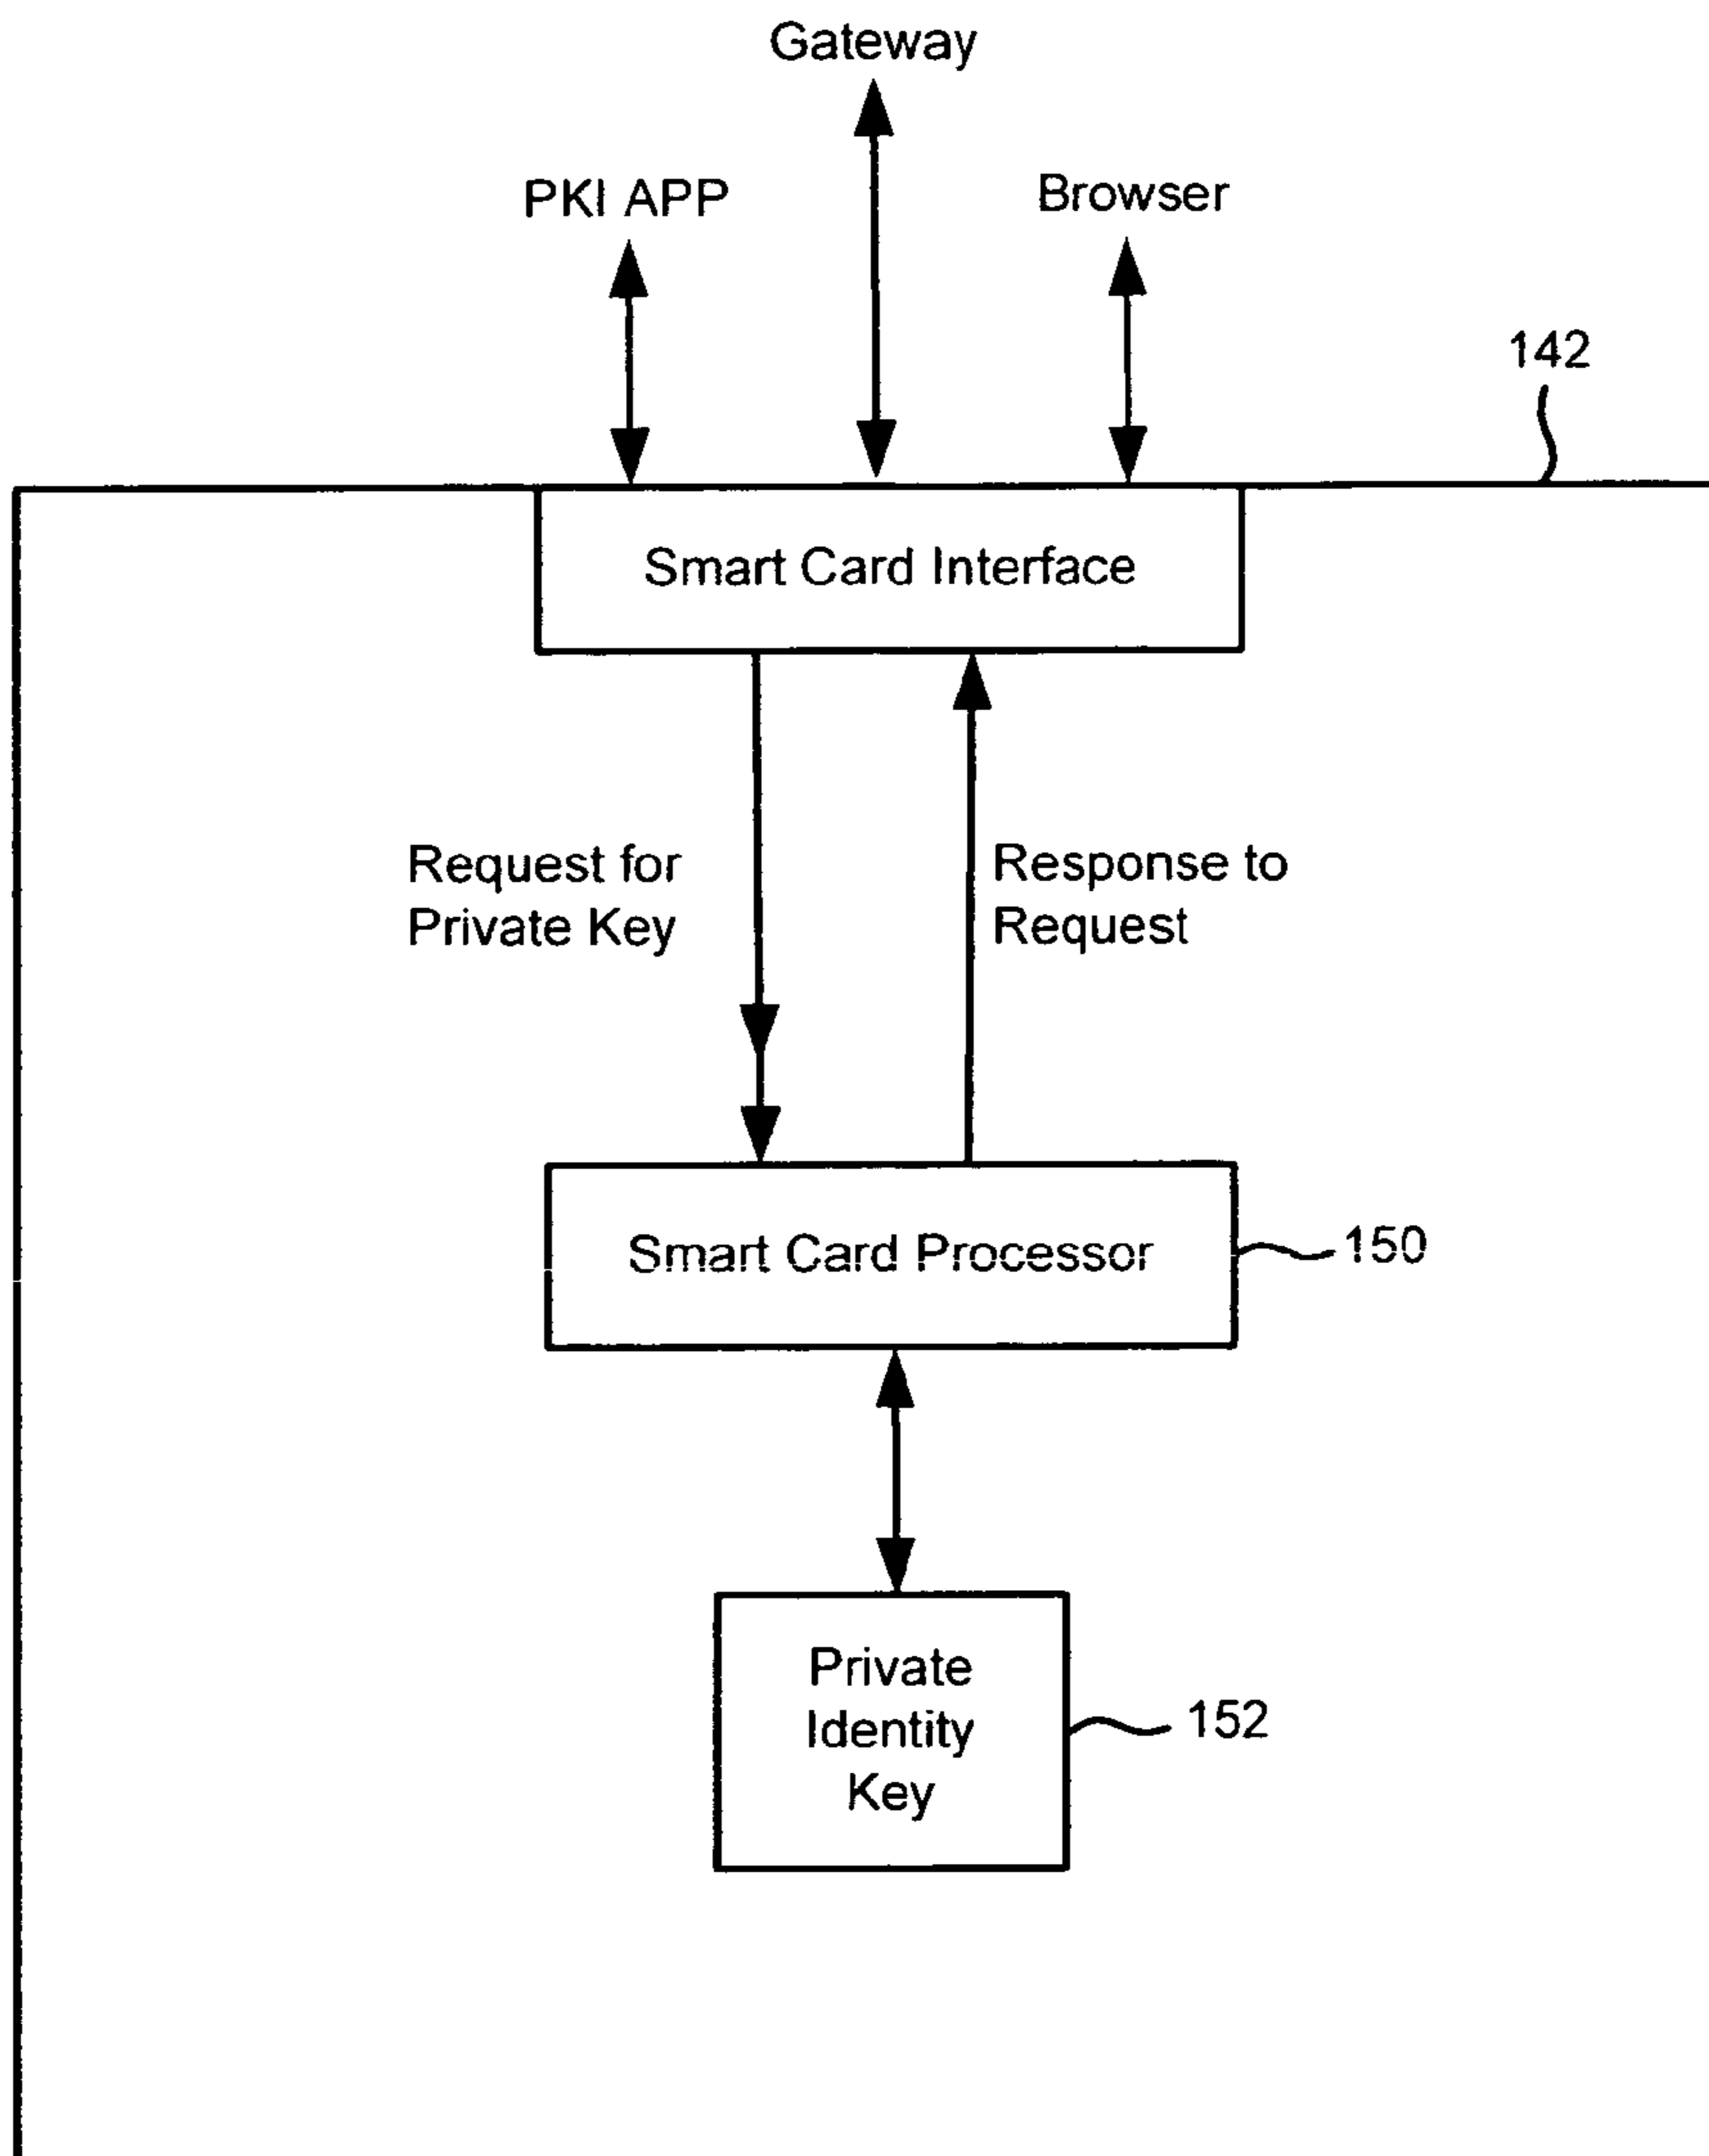 Gateway
PKI APP
Browser
142
Smart Card Interface
Request for
Private Key
Response to
Request
Smart Card Processor
150
Private
Identity
Key
152